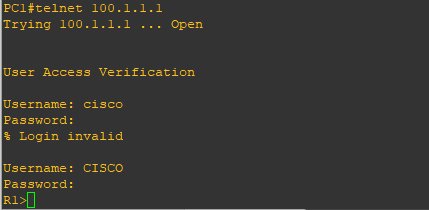 PC1#telnet 100.1.1.1
Trying 100.1.1.1 ... Open
User Access Verification
Username: cisco
Password:
% Login invalid
Username: CISCO
Password:
R1>